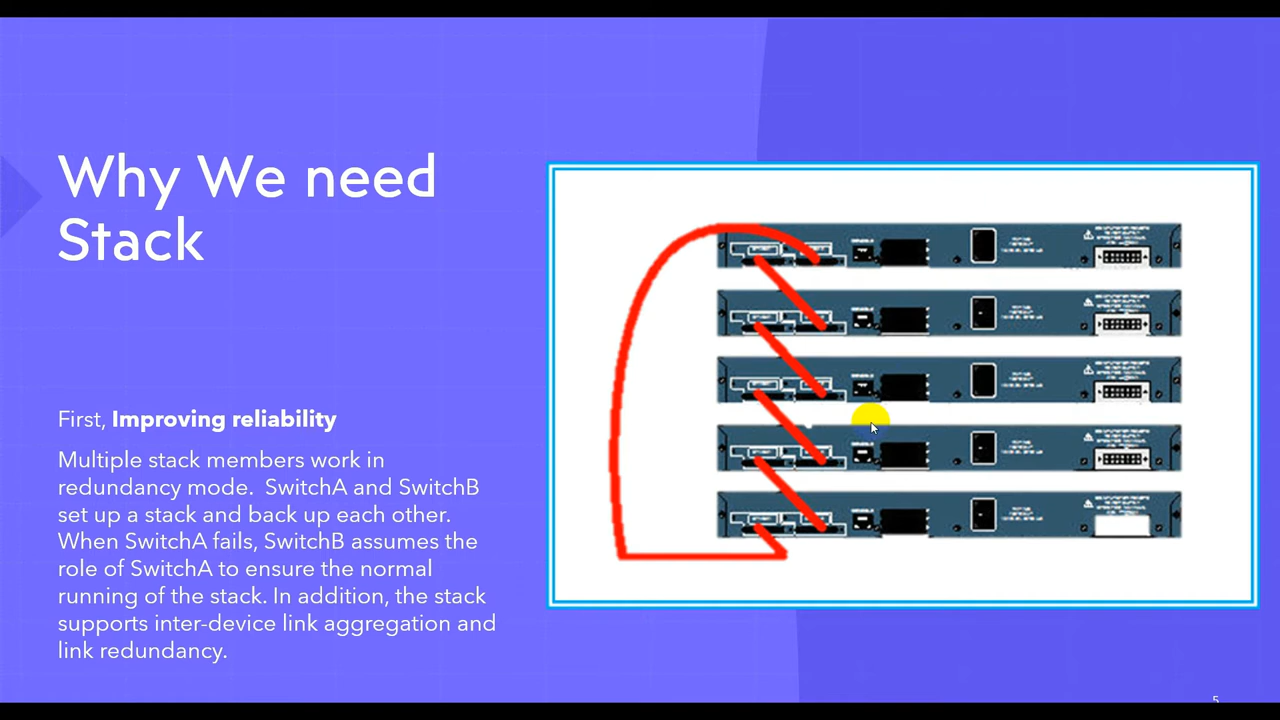 Why We need
Stack
First, Improving reliability
Multiple stack members work in
redundancy mode.  SwitchA and SwitchB
set up a stack and back up each other.
When SwitchA fails, SwitchB assumes the
role of SwitchA to ensure the normal
running of the stack. In addition, the stack
supports inter-device link aggregation and
link redundancy.
5